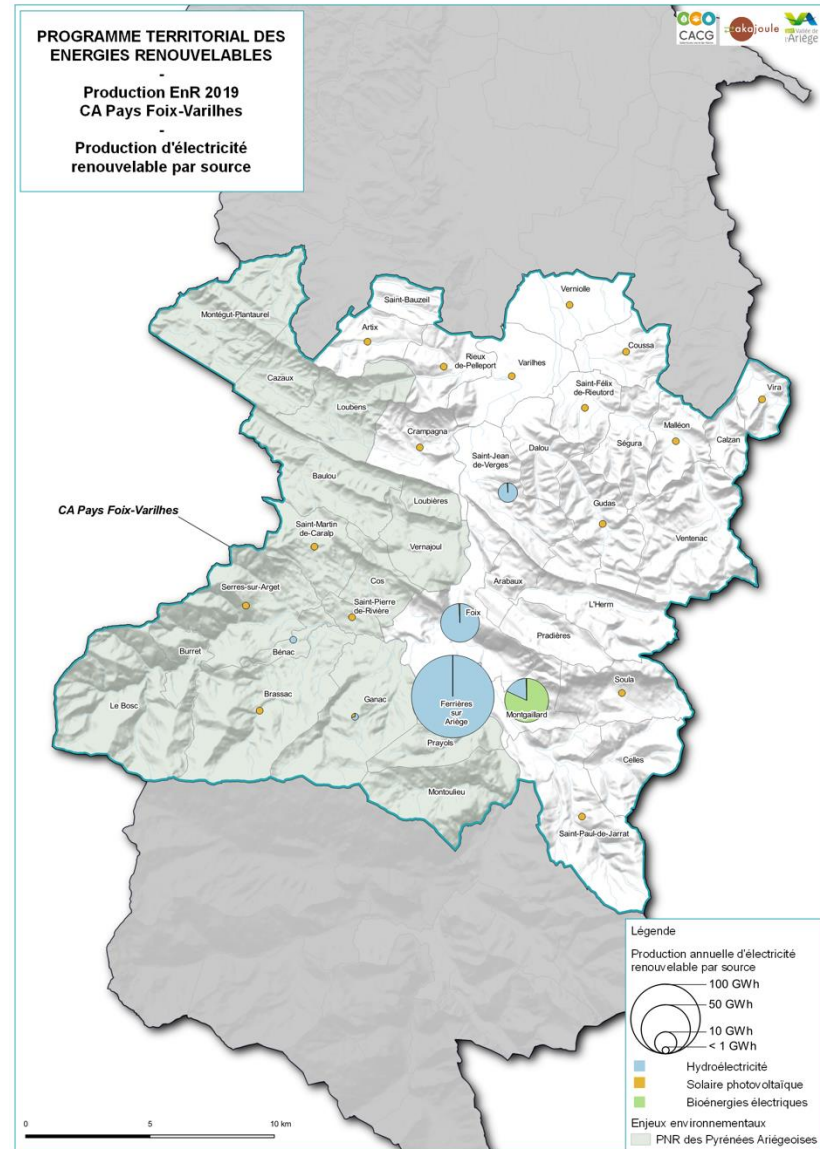 PROGRAMME TERRITORIAL DES
ENERGIES RENOUVELABLES
-
Production EnR 2019
CA Pays Foix-Varilhes
-
Production d'électricité
renouvelable par source
CACG
akajoule
Vallée de
l'Ariège
Saint-Bauzeil
Verniolle
Montégut-Plantaurel
Artix
Coussa
Rieux
de-Pelleport
Varilhes
Cazaux
Saint-Félix
de-Rieutord
Vira
Loubens
Malléon
Crampagna
Calzan
Ségura
Dalou
Saint-Jean
de-Verges
Baulou
Loubières
CA Pays Foix-Varilhes
Gudas
Saint-Martin
de-Caralp
Ventenac
Vernajoul
Cos
Arabaux
Serres-sur-Arget
Saint-Pierre
de-Rivière
L'Herm
Foix
Pradières
Burret
Bénac
Soula
Le Bosc
Brassac
Ganac
Ferrières
sur
Ariège
Montgaillard
Prayols
Celles
Montoulieu
Saint-Paul-de-Jarrat
Légende
Production annuelle d'électricité
renouvelable par source
100 GWh
50 GWh
10 GWh
< 1 GWh
Hydroélectricité
Solaire photovoltaïque
Bioénergies électriques
Enjeux environnementaux
PNR des Pyrénées Ariégeoises
0 5 10 km